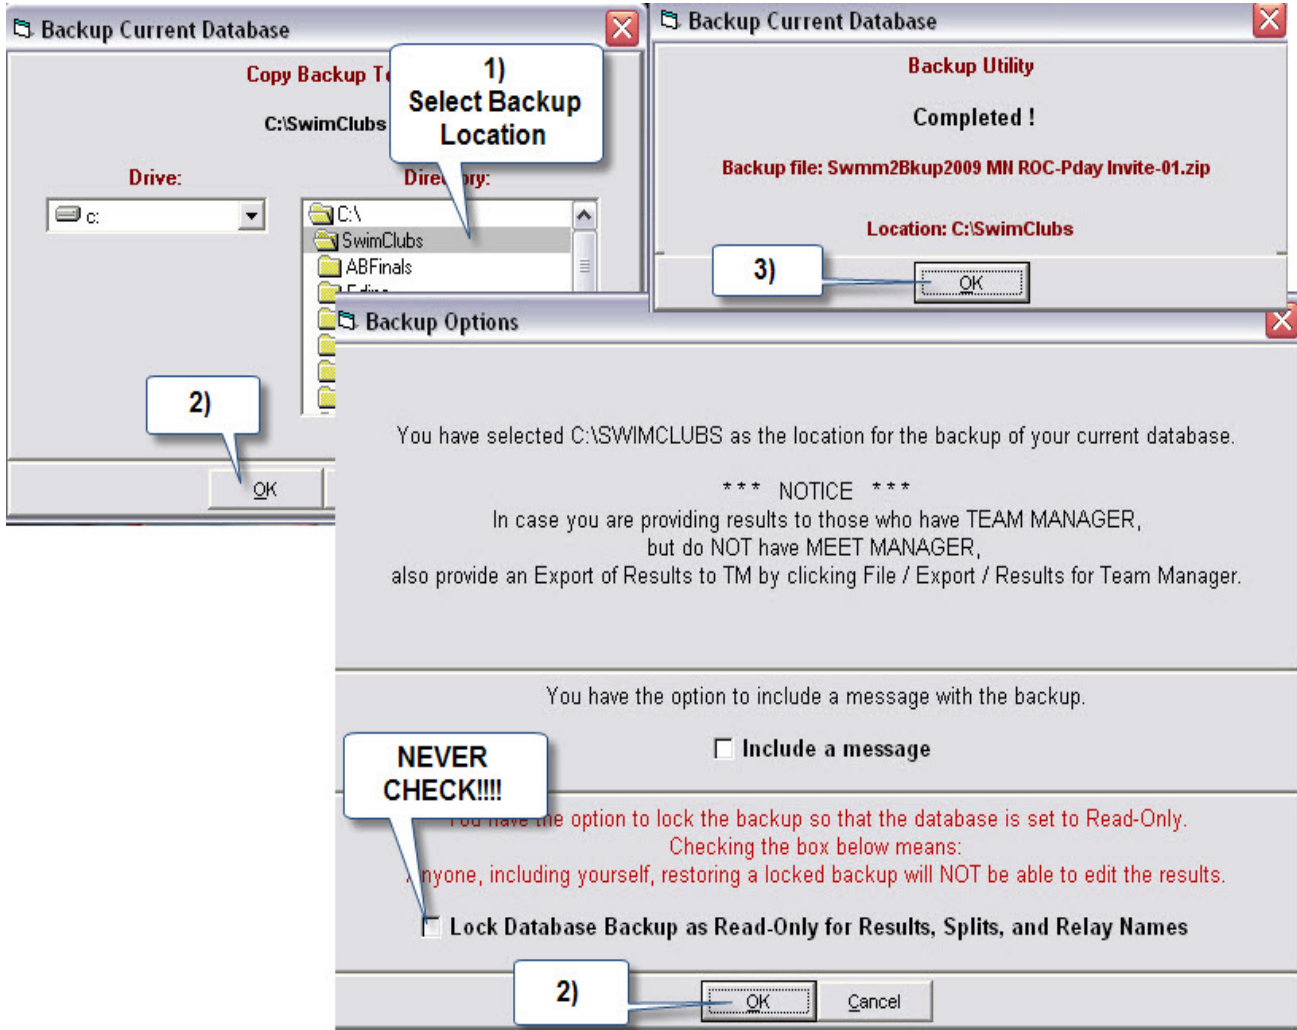 Backup Current Database
Copy Backup
1)
Select Backup
Location
C:\SwimClubs
Drive:
Directory:
c:
C:\
SwimClubs
ABFinals
2)
OK
Backup Current Database
Backup Utility
Completed !
Backup file: Swmm2Bkup2009 MN ROC-Pday Invite-01.zip
Location: C:\SwimClubs
3)
OK
Backup Options
You have selected C:\SWIMCLUBS as the location for the backup of your current database.
* * * NOTICE * * *
In case you are providing results to those who have TEAM MANAGER,
but do NOT have MEET MANAGER,
also provide an Export of Results to TM by clicking File / Export / Results for Team Manager.
You have the option to include a message with the backup.
Include a message
NEVER
CHECK!!!!
You have the option to lock the backup so that the database is set to Read-Only.
Checking the box below means:
Anyone, including yourself, restoring a locked backup will NOT be able to edit the results.
Lock Database Backup as Read-Only for Results, Splits, and Relay Names
2)
OK
Cancel